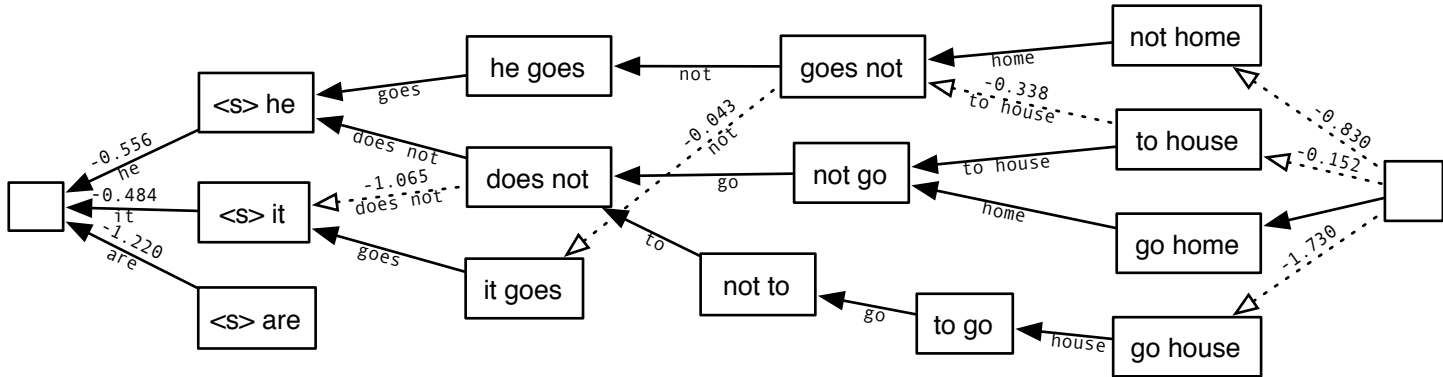 not home
he goes
goes not
home
not
-0.338
to house
<s> he
goes
-0.043
not
-0.830
to house
does not
-0.556
he
-0.152
does not
to house
not go
go
-1.065
does not
-0.484
it
<s> it
home
goes
to
go home
-1.220
are
-1.730
it goes
not to
<s> are
go
to go
house
go house